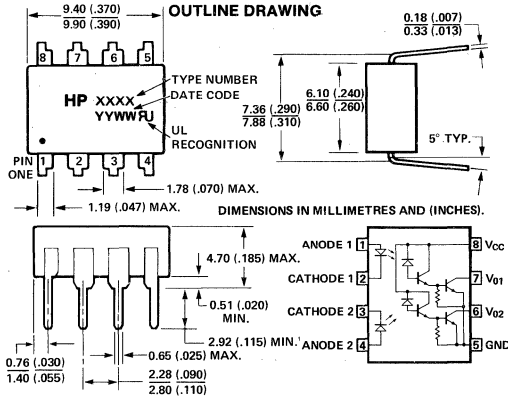 OUTLINE DRAWING
9.40 (.370)
9.90 (.390)
8 7 6 5
HP XXXX
YYWW RU
TYPE NUMBER
DATE CODE
UL
RECOGNITION
PIN
ONE
1 2 3 4
1.78 (.070) MAX.
1.19 (.047) MAX.
0.18 (.007)
0.33 (.013)
7.36 (.290)
7.88 (.310)
6.10 (.240)
6.60 (.260)
5° TYP.
DIMENSIONS IN MILLIMETRES AND (INCHES).
4.70 (.185) MAX.
0.51 (.020)
MIN.
2.92 (.115) MIN.
0.76 (.030)
1.40 (.055)
0.65 (.025) MAX.
2.28 (.090)
2.80 (.110)
ANODE 1 1
CATHODE 1 2
CATHODE 2 3
ANODE 2 4
8 VCC
7 V01
6 V02
5 GND